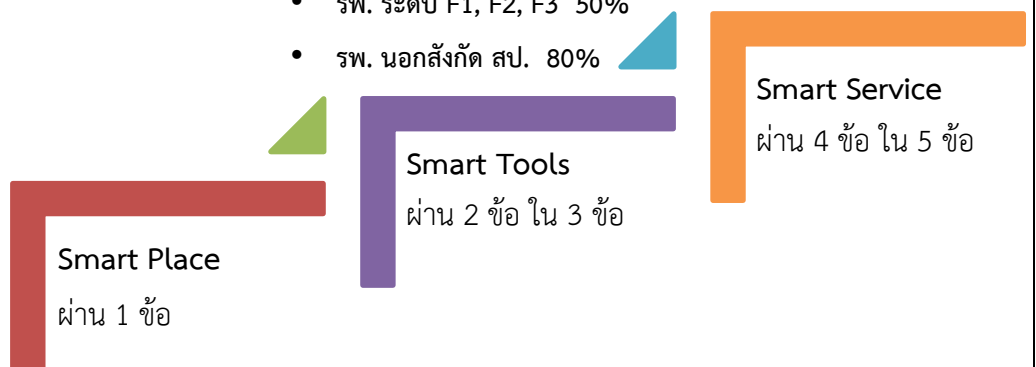 • รพ. ระดับ F1, F2, F3 50%
• รพ. นอกสังกัด สป. 80%
Smart Service
ผ่าน 4 ข้อ ใน 5 ข้อ
Smart Tools
ผ่าน 2 ข้อ ใน 3 ข้อ
Smart Place
ผ่าน 1 ข้อ